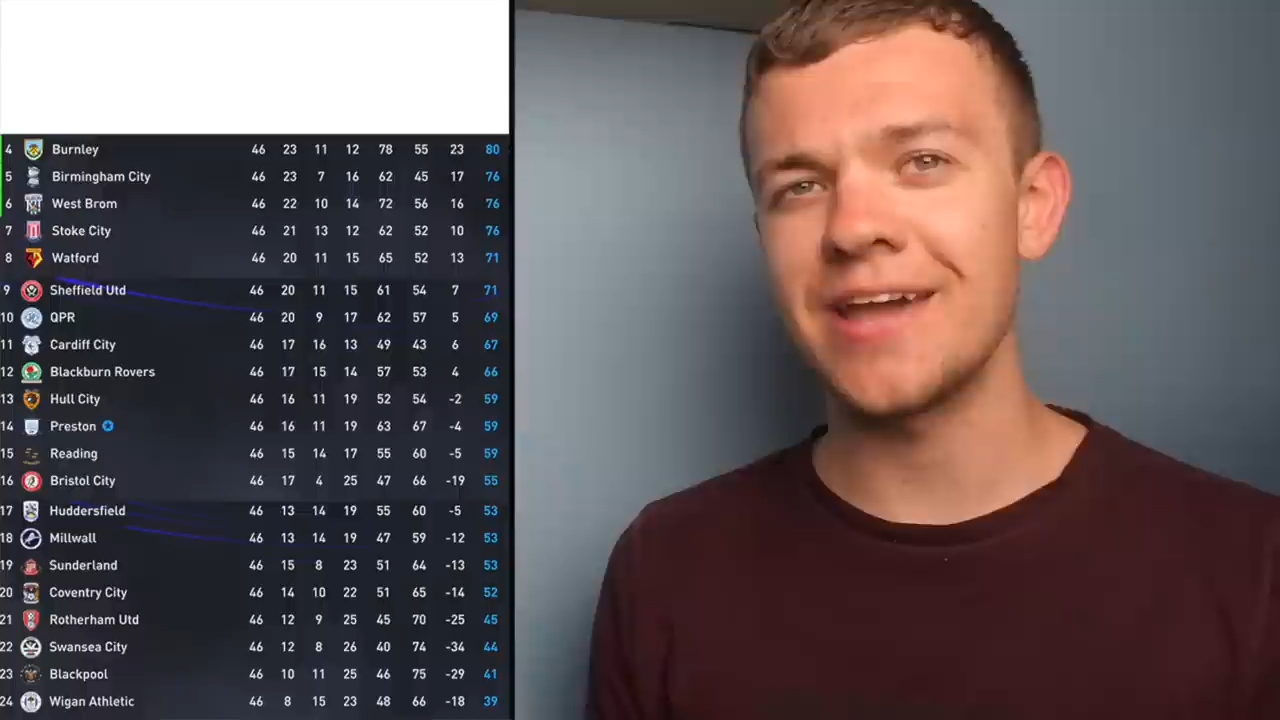 4 Burnley 46 23 11 12 78 55 23 80
5 Birmingham City 46 23 7 16 62 45 17 76
6 West Brom 46 22 10 14 72 56 16 76
7 Stoke City 46 21 13 12 62 52 10 76
8 Watford 46 20 11 15 65 52 13 71
9 Sheffield Utd 46 20 11 15 61 54 7 71
10 QPR 46 20 9 17 62 57 5 69
11 Cardiff City 46 17 16 13 49 43 6 67
12 Blackburn Rovers 46 17 15 14 57 53 4 66
13 Hull City 46 16 11 19 52 54 -2 59
14 Preston 46 16 11 19 63 67 -4 59
15 Reading 46 15 14 17 55 60 -5 59
16 Bristol City 46 17 4 25 47 66 -19 55
17 Huddersfield 46 13 14 19 55 60 -5 53
18 Millwall 46 13 14 19 47 59 -12 53
19 Sunderland 46 15 8 23 51 64 -13 53
20 Coventry City 46 14 10 22 51 65 -14 52
21 Rotherham Utd 46 12 9 25 45 70 -25 45
22 Swansea City 46 12 8 26 40 74 -34 44
23 Blackpool 46 10 11 25 46 75 -29 41
24 Wigan Athletic 46 8 15 23 48 66 -18 39